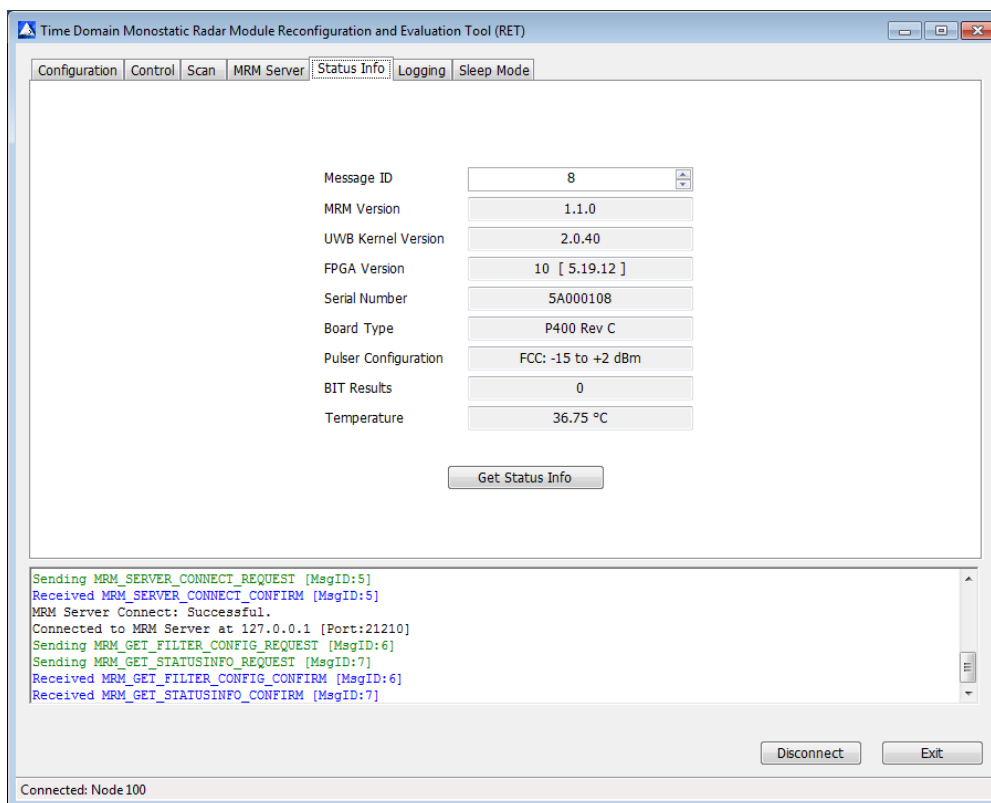 Time Domain Monostatic Radar Module Reconfiguration and Evaluation Tool (RET)
Configuration Control Scan MRM Server Status Info Logging Sleep Mode
Message ID 8
MRM Version 1.1.0
UWB Kernel Version 2.0.40
FPGA Version 10 [ 5.19.12 ]
Serial Number 5A000108
Board Type P400 Rev C
Pulser Configuration FCC: -15 to +2 dBm
BIT Results 0
Temperature 36.75 °C
Get Status Info
Sending MRM_SERVER_CONNECT_REQUEST [MsgID:5]
Received MRM_SERVER_CONNECT_CONFIRM [MsgID:5]
MRM Server Connect: Successful.
Connected to MRM Server at 127.0.0.1 [Port:21210]
Sending MRM_GET_FILTER_CONFIG_REQUEST [MsgID:6]
Sending MRM_GET_STATUSINFO_REQUEST [MsgID:7]
Received MRM_GET_FILTER_CONFIG_CONFIRM [MsgID:6]
Received MRM_GET_STATUSINFO_CONFIRM [MsgID:7]
Disconnect Exit
Connected: Node 100